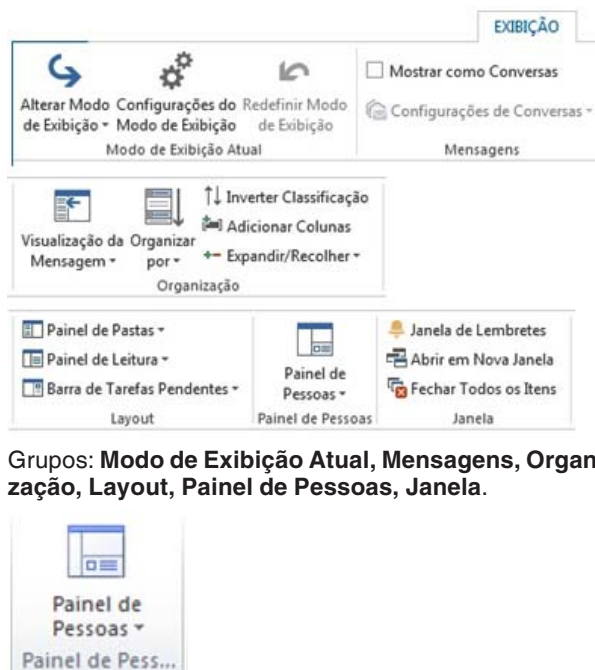 EXIBIÇÃO
Alterar Modo de Exibição
Configurações do Modo de Exibição
Redefinir Modo de Exibição
Modo de Exibição Atual
Mostrar como Conversas
Configurações de Conversas
Mensagens
Visualização da Mensagem
Organizar por
Inverter Classificação
Adicionar Colunas
Expandir/Recolher
Organização
Painel de Pastas
Painel de Leitura
Barra de Tarefas Pendentes
Layout
Painel de Pessoas
Painel de Pessoas
Janela de Lembretes
Abrir em Nova Janela
Fechar Todos os Itens
Janela
Grupos: Modo de Exibição Atual, Mensagens, Organ
zação, Layout, Painel de Pessoas, Janela.
Painel de
Pessoas
Painel de Pess...